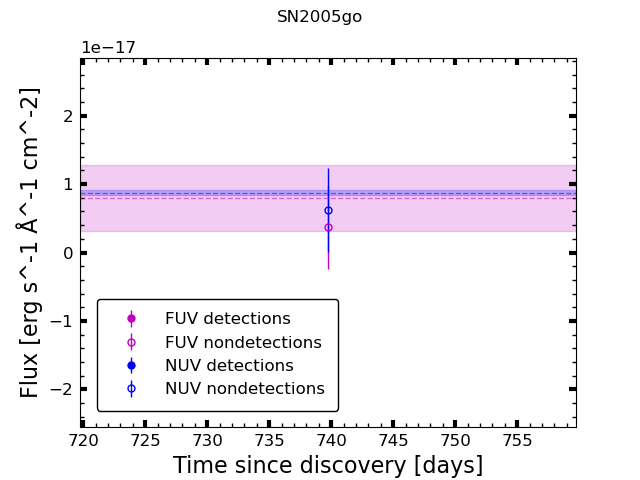 SN2005go
1e−17
2
1
0
−1
−2
Flux [erg s^-1 Å^-1 cm^-2]
FUV detections
FUV nondetections
NUV detections
NUV nondetections
720 725 730 735 740 745 750 755
Time since discovery [days]